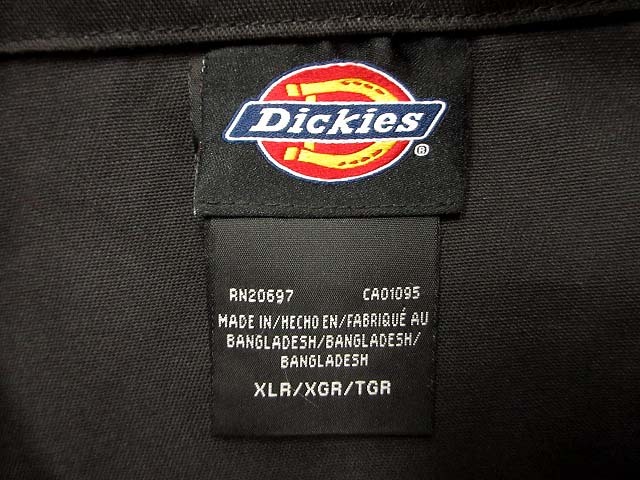 Dickies ®
RN20697 CA01095
MADE IN/HECHO EN/FABRIQUÉ AU
BANGLADESH/BANGLADESH/
BANGLADESH
XLR/XGR/TGR